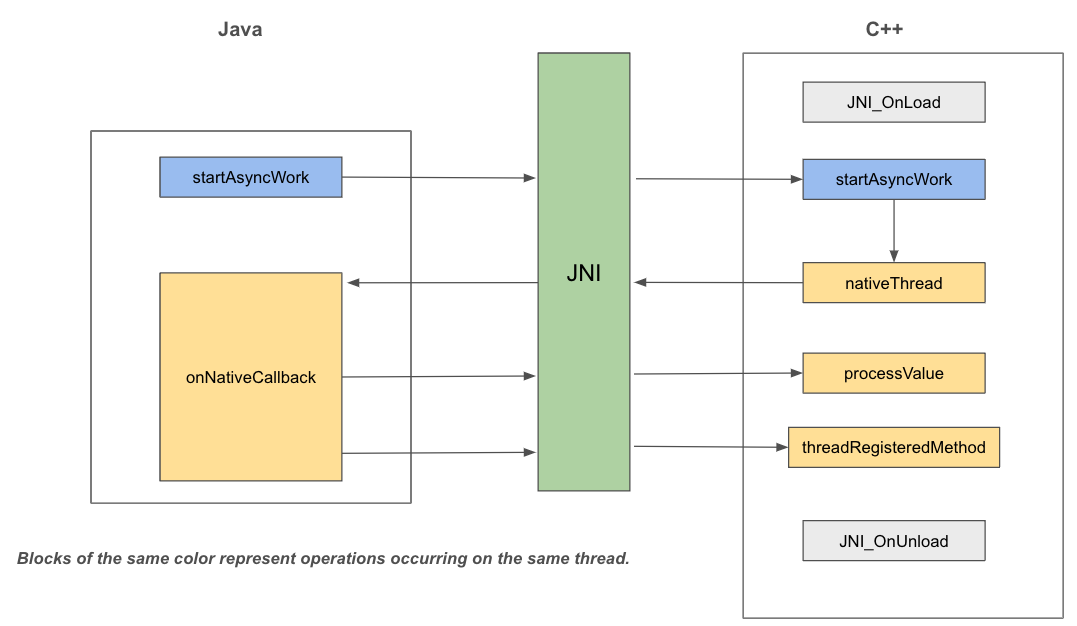 Java
C++
JNI_OnLoad
startAsyncWork
startAsyncWork
JNI
nativeThread
onNativeCallback
processValue
threadRegisteredMethod
JNI_OnUnload
Blocks of the same color represent operations occurring on the same thread.